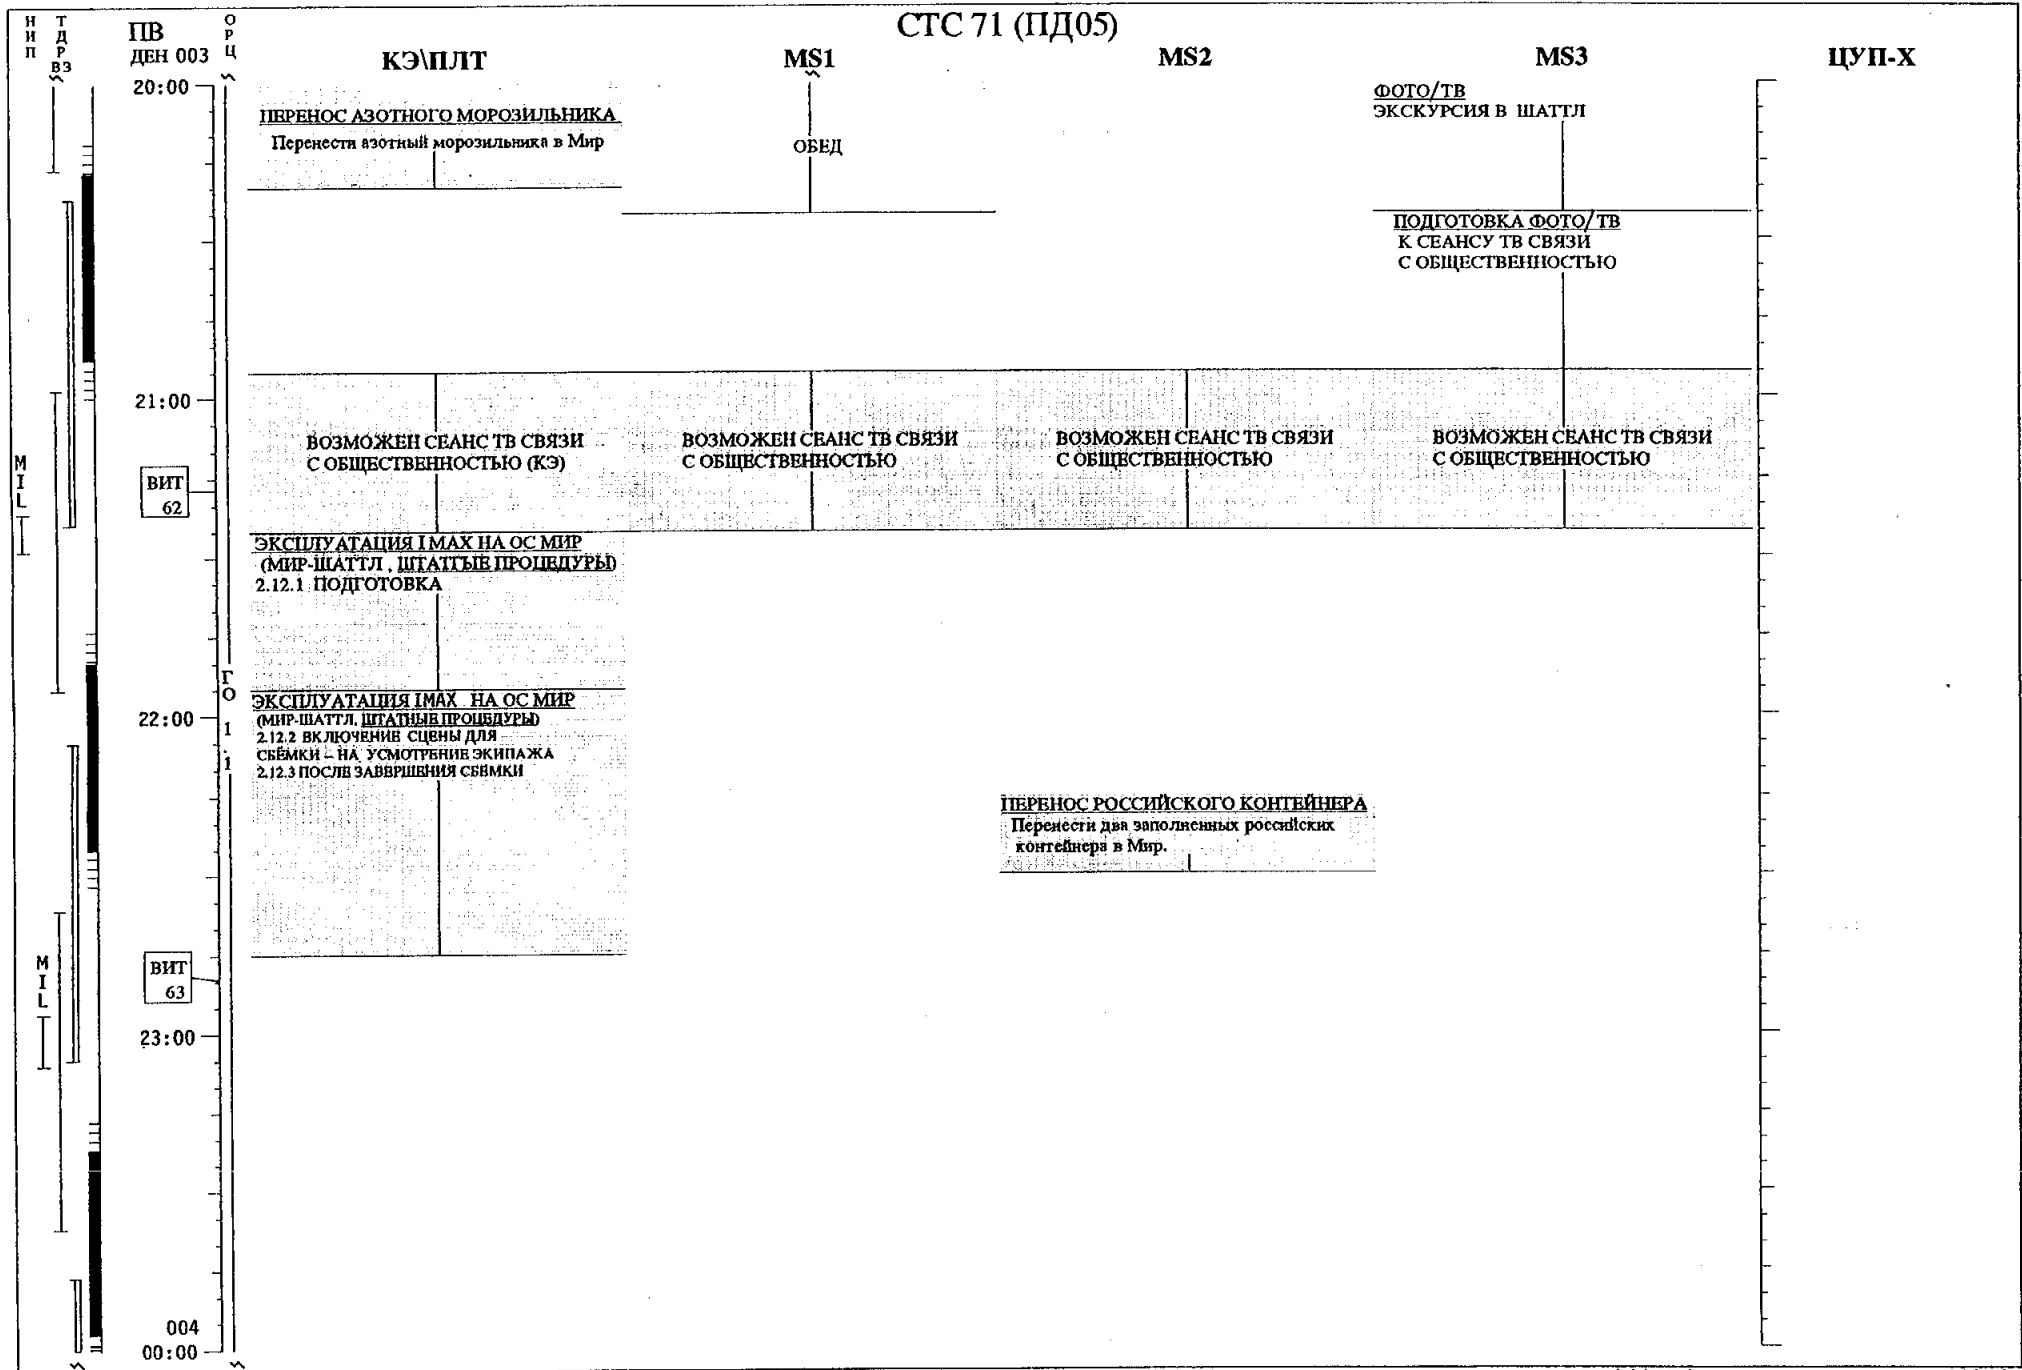 СТС 71 (ПД05)
Н И П
Т Д Р
ВЗ
ПВ
ДЕН 003
О Р Ц
КЭ\ПЛТ
MS1
MS2
MS3
ЦУП-Х
20:00
ПЕРЕНОС АЗОТНОГО МОРОЗИЛЬНИКА
Перенести азотный морозильника в Мир
ОБЕД
ФОТО/ТВ
ЭКСКУРСИЯ В ШАТТЛ
ПОДГОТОВКА ФОТО/ТВ
К СЕАНСУ ТВ СВЯЗИ
С ОБЩЕСТВЕННОСТЬЮ
21:00
ВОЗМОЖЕН СЕАНС ТВ СВЯЗИ
С ОБЩЕСТВЕННОСТЬЮ (КЭ)
ВОЗМОЖЕН СЕАНС ТВ СВЯЗИ
С ОБЩЕСТВЕННОСТЬЮ
ВОЗМОЖЕН СЕАНС ТВ СВЯЗИ
С ОБЩЕСТВЕННОСТЬЮ
ВОЗМОЖЕН СЕАНС ТВ СВЯЗИ
С ОБЩЕСТВЕННОСТЬЮ
MIL
ВИТ
62
ЭКСПЛУАТАЦИЯ IMAX НА ОС МИР
(МИР-ШАТТЛ , ШТАТГЫЕ ПРОЦЕДУРЫ)
2.12.1 ПОДГОТОВКА
ГО 1.1
22:00
ЭКСПЛУАТАЦИЯ IMAX НА ОС МИР
(МИР-ШАТТЛ, ШТАТНЫЕ ПРОЦЕДУРЫ)
2.12.2 ВКЛЮЧЕНИЕ СЦЕНЫ ДЛЯ
СБЁМКИ – НА УСМОТРЕНИЕ ЭКИПАЖА
2.12.3 ПОСЛЕ ЗАВЕРШЕНИЯ СБЕМКИ
ПЕРЕНОС РОССИЙСКОГО КОНТЕЙНЕРА
Перенести два заполненных российских
контейнера в Мир.
MIL
ВИТ
63
23:00
004
00:00